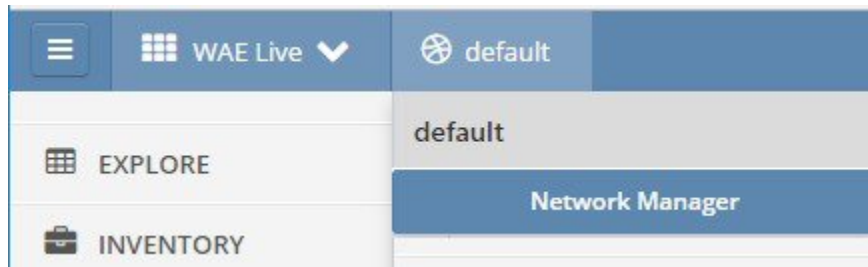 WAE Live default
default
EXPLORE
Network Manager
INVENTORY